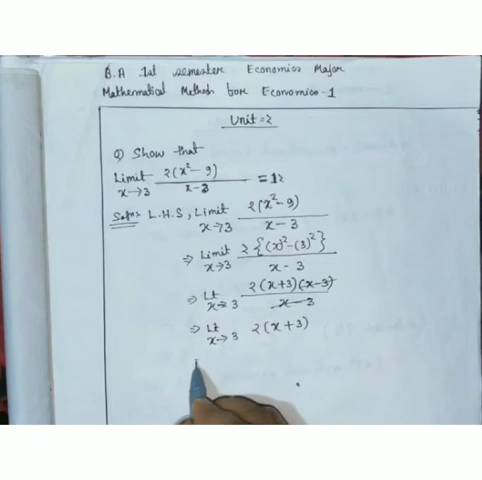 B.A 1st semester Economics Major
Mathematical Methods for Economics-1
Unit = 2
Q) Show that
Limit x→3 2(x²-9)/x-3 = 12
Solⁿ:- L.H.S, Limit x→3 2(x²-9)/x-3
⇒ Limit x→3 2{(x)²-(3)²}/x-3
⇒ Lt x→3 2(x+3)(x-3)/x-3
⇒ Lt x→3 2(x+3)